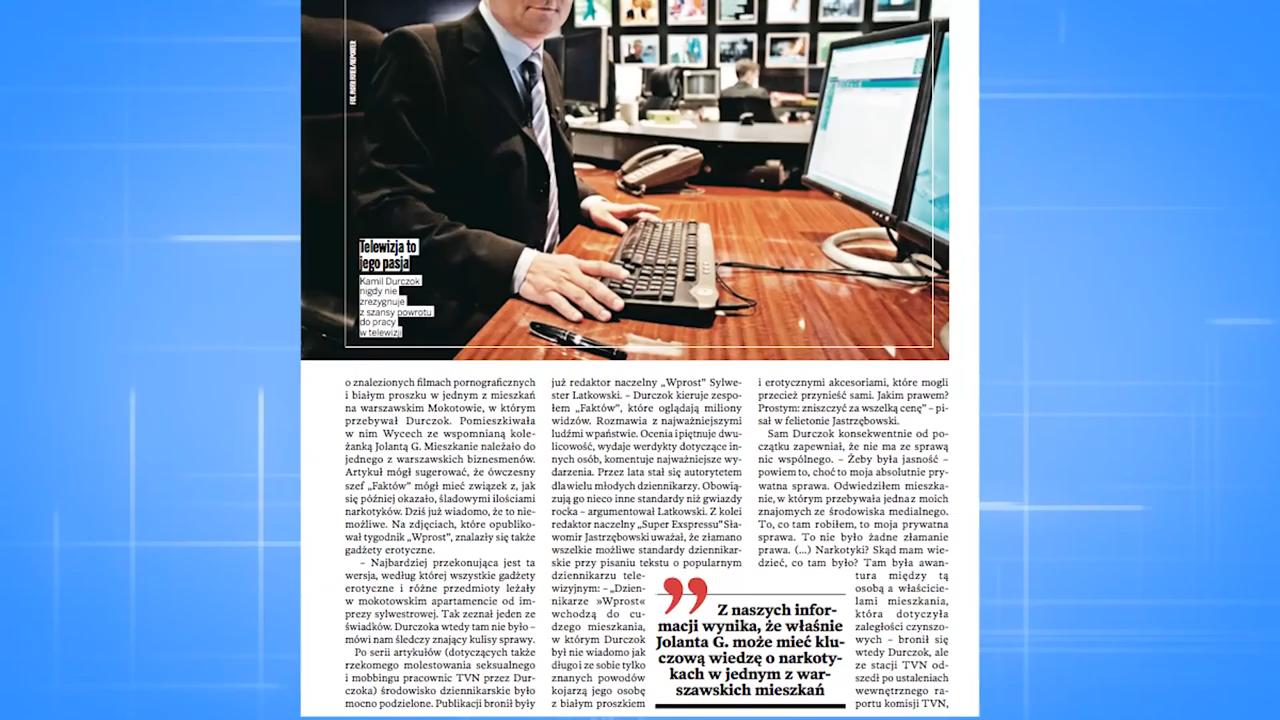 FOT. PIOTR FOTEK/REPORTER
Telewizja to
jego pasja
Kamil Durczok
nigdy nie
zrezygnuje
z szansy powrotu
do pracy
w telewizji
o znalezionych filmach pornograficznych
i białym proszku w jednym z mieszkań
na warszawskim Mokotowie, w którym
przebywał Durczok. Pomieszkiwała
w nim Wycech ze wspomnianą kole-
żanką Jolanta G. Mieszkanie należało do
jednego z warszawskich biznesmenów.
Artykuł mógł sugerować, że ówczesny
szef „Faktów” mógł mieć związek z, jak
się później okazało, śladowymi ilościami
narkotyków. Dziś już wiadomo, że to nie-
możliwe. Na zdjęciach, które opubliko-
wał tygodnik „Wprost”, znalazły się także
gadżety erotyczne.
– Najbardziej przekonująca jest ta
wersja, według której wszystkie gadżety
erotyczne i różne przedmioty leżały
w mokotowskim apartamencie od im-
prezy sylwestrowej. Tak zeznał jeden ze
świadków. Durczoka wtedy tam nie było –
mówi nam śledczy znający kulisy sprawy.
Po serii artykułów (dotyczących także
rzekomego molestowania seksualnego
i mobbingu pracownic TVN przez Dur-
czoka) środowisko dziennikarskie było
mocno podzielone. Publikacji bronił były
już redaktor naczelny „Wprost” Sylwe-
ster Latkowski. – Durczok kieruje zespo-
łem „Faktów”, które oglądają miliony
widzów. Rozmawia z najważniejszymi
ludźmi w państwie. Ocenia i piętnuje dwu-
licowość, wydaje werdykty dotyczące in-
nych osób, komentuje najważniejsze wy-
darzenia. Przez lata stał się autorytetem
dla wielu młodych dziennikarzy. Obowią-
zują go nieco inne standardy niż gwiazdy
rocka – argumentował Latkowski. Z kolei
redaktor naczelny „Super Exspressu” Sła-
womir Jastrzębowski uważał, że złamano
wszelkie możliwe standardy dziennikar-
skie przy pisaniu tekstu o popularnym
dziennikarzu tele-
wizyjnym: – „Dzien-
nikarze »Wprost«
wchodzą do cu-
dzego mieszkania,
w którym Durczok
był nie wiadomo jak
długo i ze sobie tylko
znanych powodów
kojarzą jego osobę
z białym proszkiem
i erotycznymi akcesoriami, które mogli
przecież przynieść sami. Jakim prawem?
Prostym: zniszczyć za wszelką cenę” – pi-
sał w felietonie Jastrzębowski.
Sam Durczok konsekwentnie od po-
czątku zapewniał, że nie ma ze sprawą
nic wspólnego. – Żeby była jasność –
powiem to, choć to moja absolutnie pry-
watna sprawa. Odwiedziłem mieszka-
nie, w którym przebywała jedna z moich
znajomych ze środowiska medialnego.
To, co tam robiłem, to moja prywatna
sprawa. To nie było żadne złamanie
prawa. (...) Narkotyki? Skąd mam wie-
dzieć, co tam było? Tam była awan-
tura między tą
osobą a właścicie-
lami mieszkania,
która dotyczyła
zaległości czynszo-
wych – bronił się
wtedy Durczok, ale
ze stacji TVN od-
szedł po ustaleniach
wewnętrznego ra-
portu komisji TVN,
” Z naszych infor-
macji wynika, że właśnie
Jolanta G. może mieć klu-
czową wiedzę o narkoty-
kach w jednym z war-
szawskich mieszkań